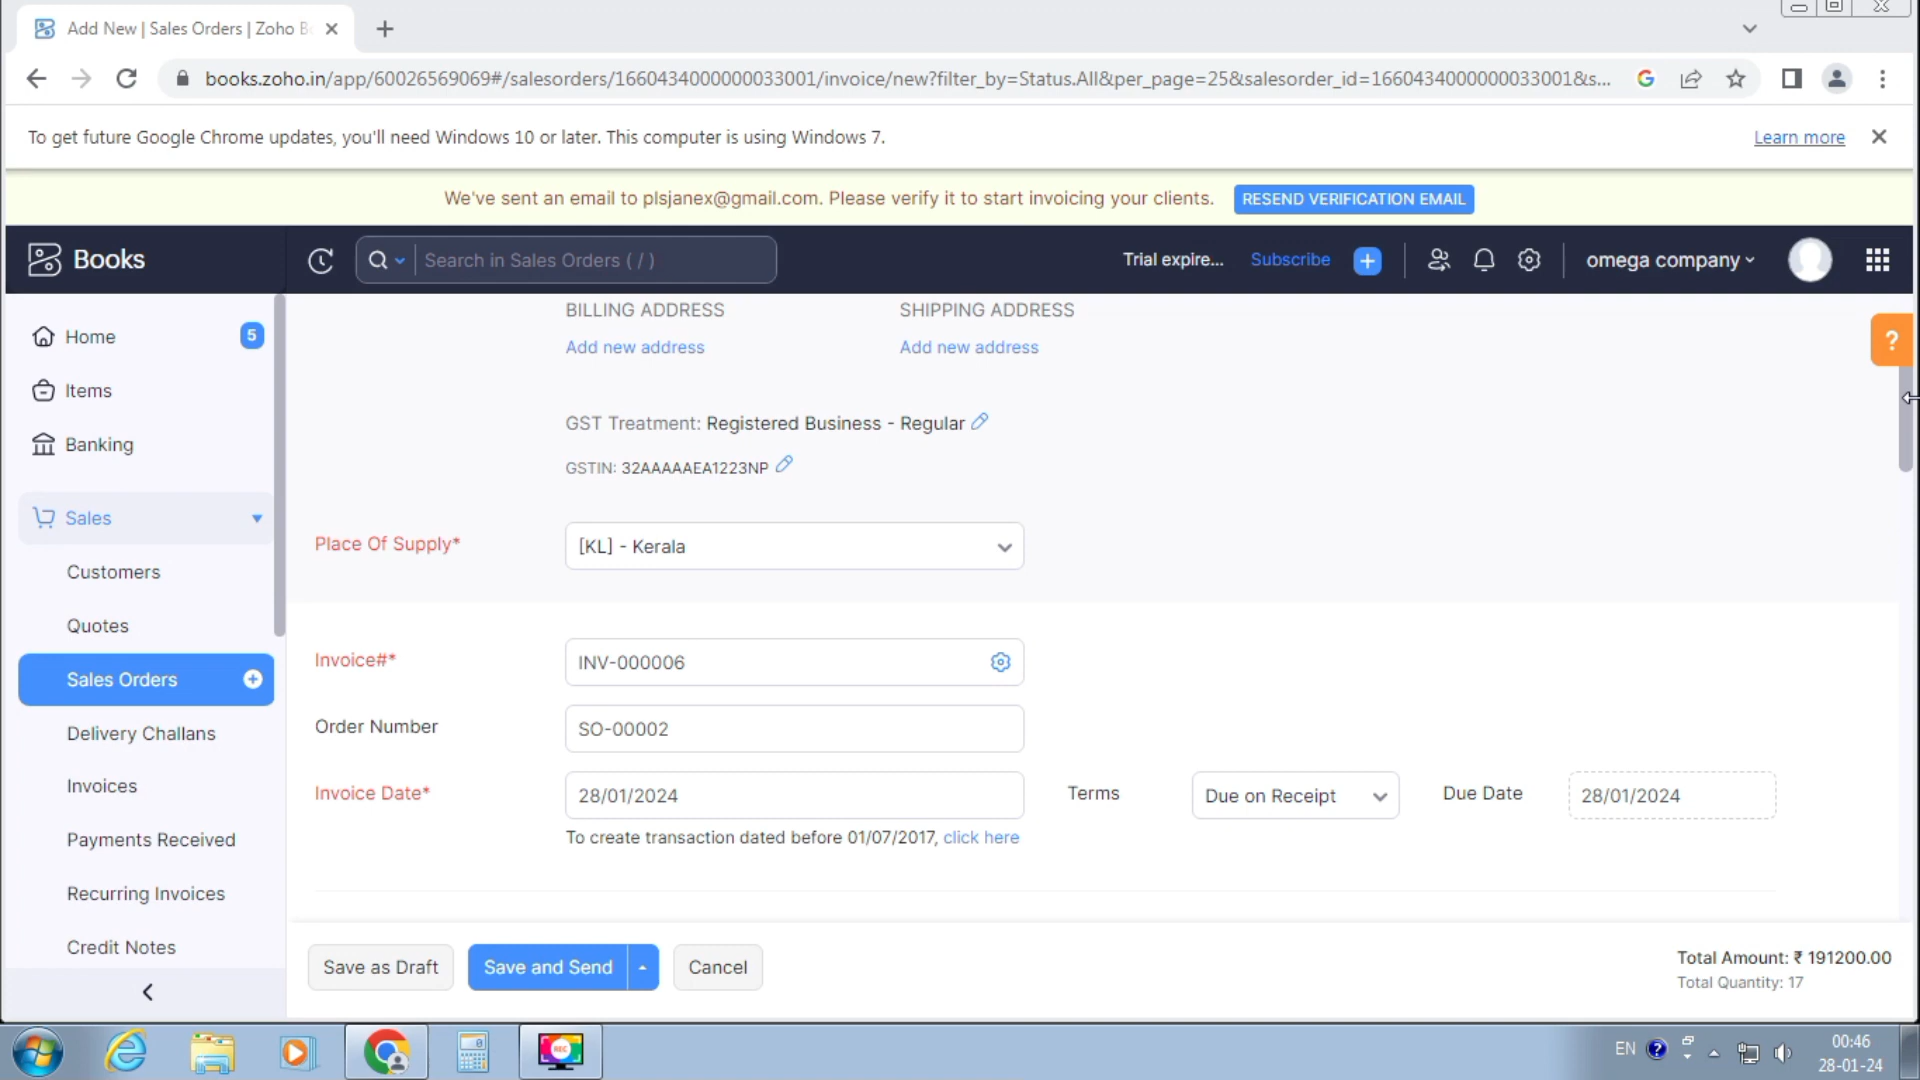 Add New | Sales Orders | Zoho B
books.zoho.in/app/60026569069#/salesorders/1660434000000033001/invoice/new?filter_by=Status.All&per_page=25&salesorder_id=1660434000000033001&s...
To get future Google Chrome updates, you'll need Windows 10 or later. This computer is using Windows 7.
Learn more
We've sent an email to plsjanex@gmail.com. Please verify it to start invoicing your clients.
RESEND VERIFICATION EMAIL
Books
Search in Sales Orders ( / )
Trial expire...
Subscribe
omega company
Home
5
Items
Banking
Sales
Customers
Quotes
Sales Orders
Delivery Challans
Invoices
Payments Received
Recurring Invoices
Credit Notes
BILLING ADDRESS
SHIPPING ADDRESS
Add new address
Add new address
?
GST Treatment: Registered Business - Regular
GSTIN: 32AAAAAEA1223NP
Place Of Supply*
[KL] - Kerala
Invoice#*
INV-000006
Order Number
SO-00002
Invoice Date*
28/01/2024
Terms
Due on Receipt
Due Date
28/01/2024
To create transaction dated before 01/07/2017, click here
Save as Draft
Save and Send
Cancel
Total Amount: ₹ 191200.00
Total Quantity: 17
REC
EN
?
00:46
28-01-24